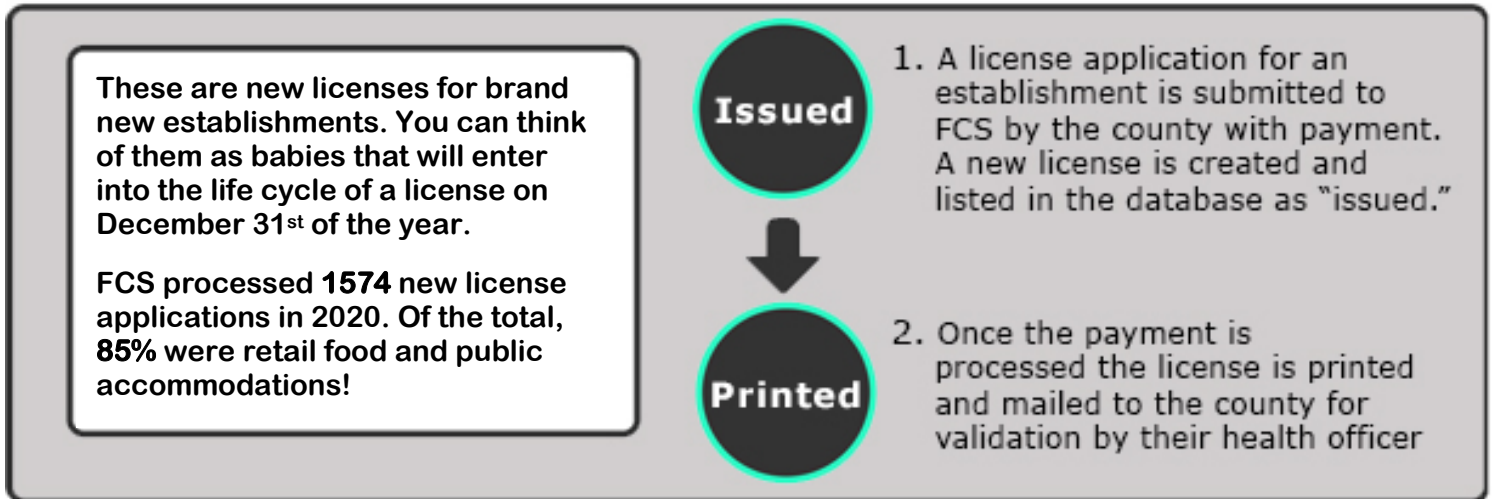 These are new licenses for brand
new establishments. You can think
of them as babies that will enter
into the life cycle of a license on
December 31st of the year.
FCS processed 1574 new license
applications in 2020. Of the total,
85% were retail food and public
accommodations!
Issued
1. A license application for an
establishment is submitted to
FCS by the county with payment.
A new license is created and
listed in the database as “issued.”
Printed
2. Once the payment is
processed the license is printed
and mailed to the county for
validation by their health officer